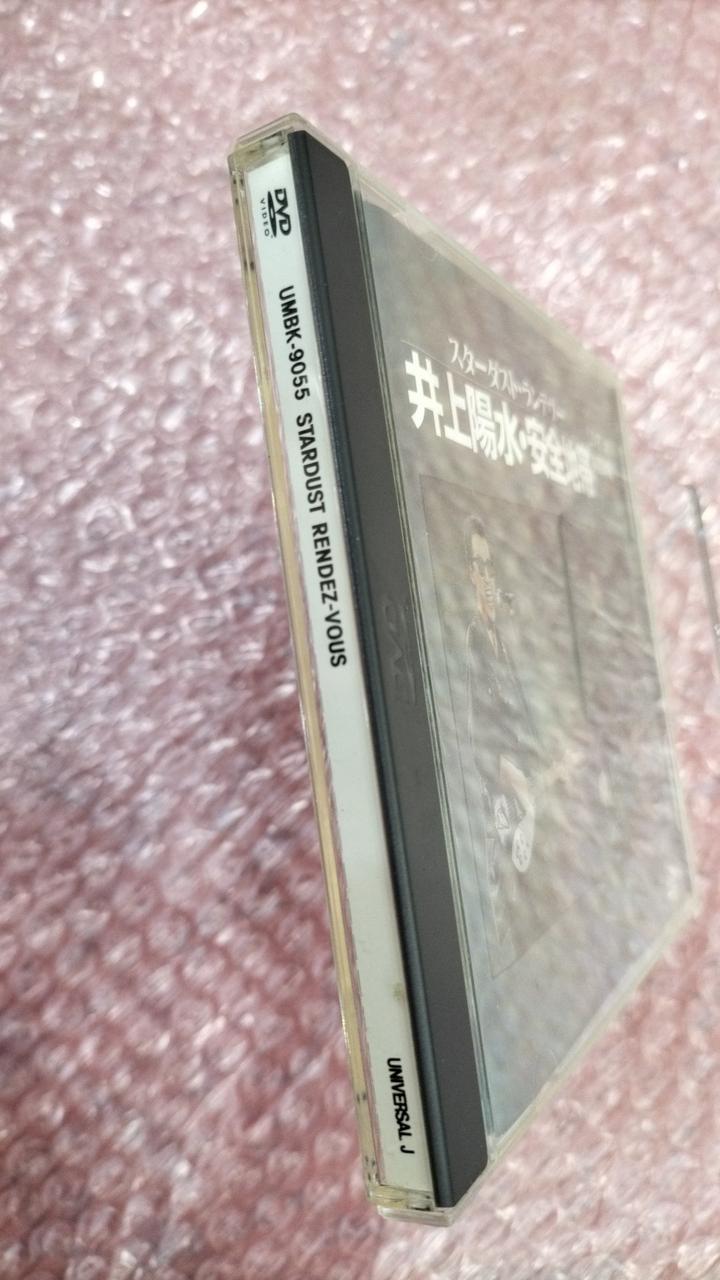 DVD
VIDEO
UMBK-9055 STARDUST RENDEZ-VOUS
UNIVERSAL J
スターダスト・ランデヴー
井上陽水・安全地帯